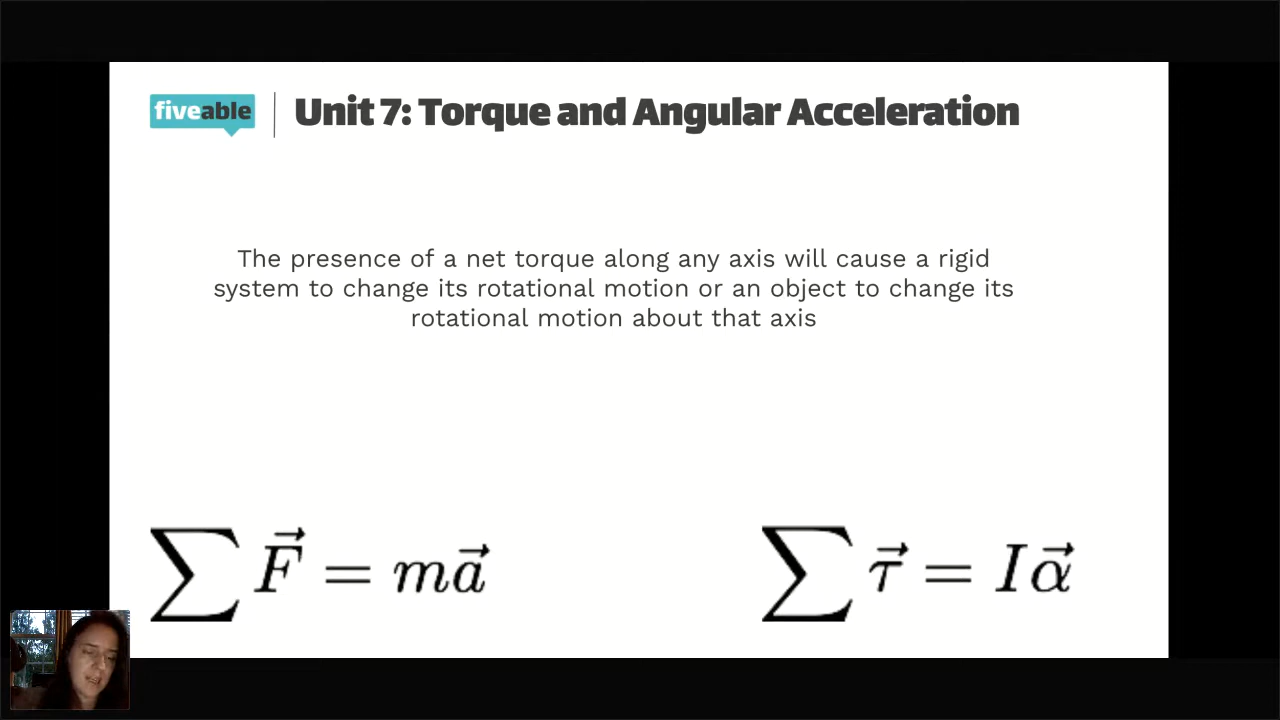 fiveable
Unit 7: Torque and Angular Acceleration
The presence of a net torque along any axis will cause a rigid
system to change its rotational motion or an object to change its
rotational motion about that axis
∑ F⃗ = ma⃗
∑ τ⃗ = Iα⃗